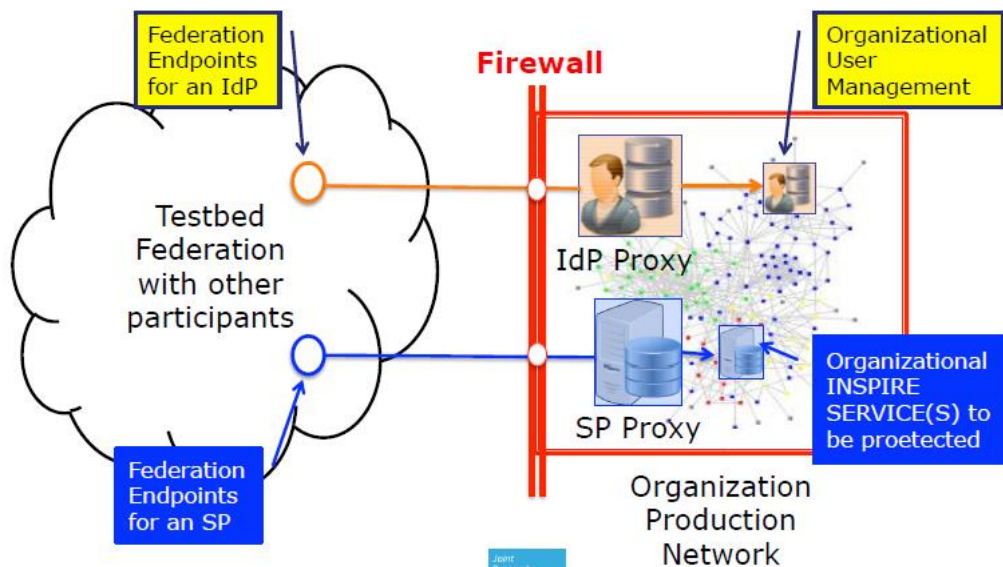 Federation
Endpoints
for an IdP
Firewall
Organizational
User
Management
Testbed
Federation
with other
participants
IdP Proxy
SP Proxy
Organizational
INSPIRE
SERVICE(S) to
be proetected
Federation
Endpoints
for an SP
Organization
Production
Network
Joint